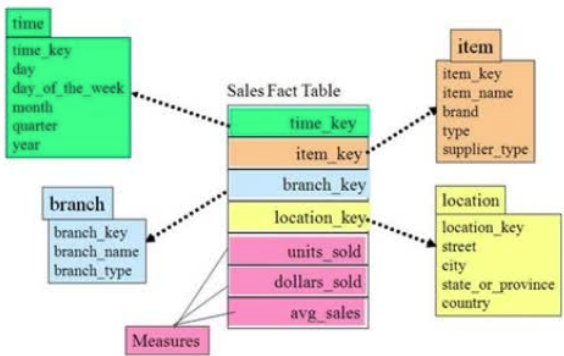 time
time_key
day
day_of_the_week
month
quarter
year
item
item_key
item_name
brand
type
supplier_type
Sales Fact Table
time_key
item_key
branch_key
location_key
units_sold
dollars_sold
avg_sales
branch
branch_key
branch_name
branch_type
location
location_key
street
city
state_or_province
country
Measures